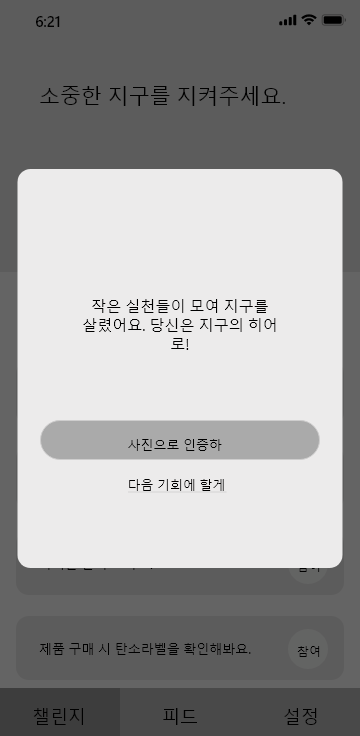 6:21
소중한 지구를 지켜주세요.
작은 실천들이 모여 지구를
살렸어요. 당신은 지구의 히어
로!
사진으로 인증하
다음 기회에 할게
제품 구매 시 탄소라벨을 확인해봐요.
참여
챌린지
피드
설정